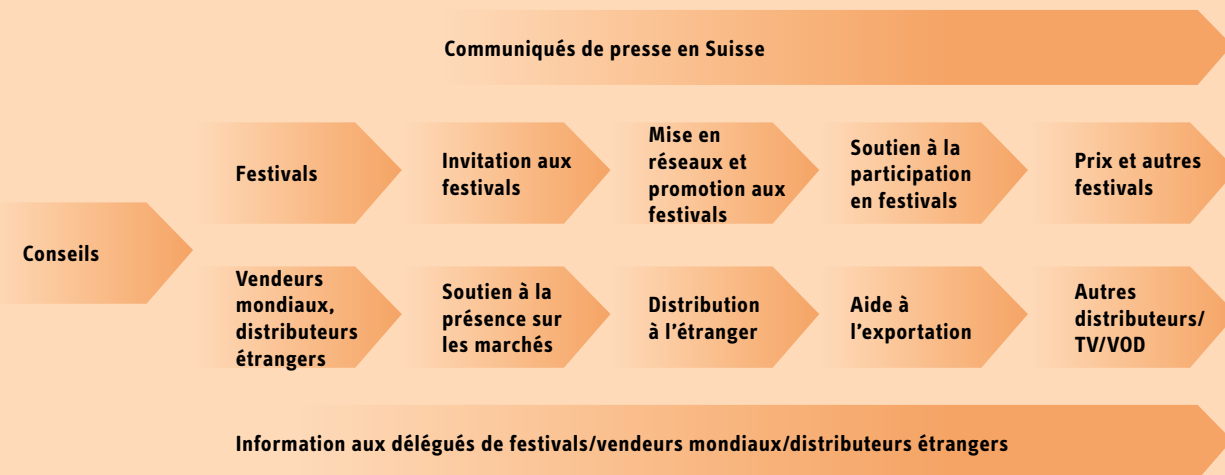 Communiqués de presse en Suisse
Festivals
Invitation aux
festivals
Mise en
réseaux et
promotion aux
festivals
Soutien à la
participation
en festivals
Prix et autres
festivals
Conseils
Vendeurs
mondiaux,
distributeurs
étrangers
Soutien à la
présence sur
les marchés
Distribution
à l'étranger
Aide à
l'exportation
Autres
distributeurs/
TV/VOD
Information aux délégués de festivals/vendeurs mondiaux/distributeurs étrangers